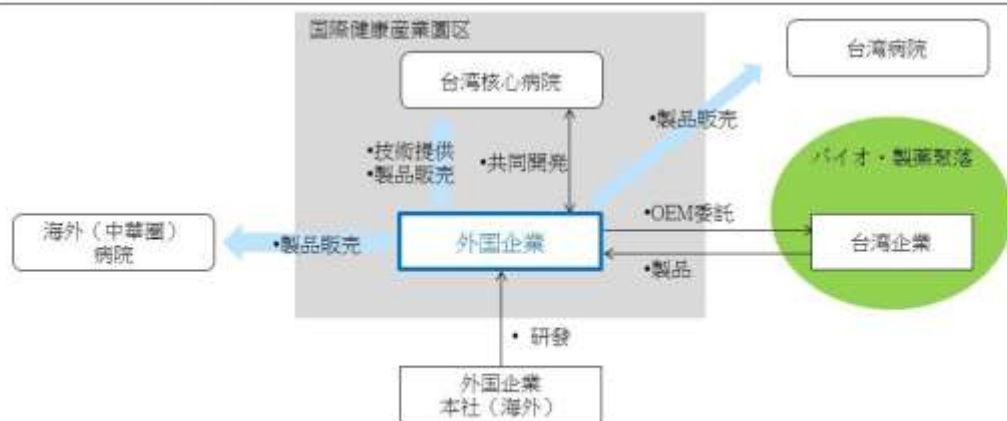 国際健康産業園区
台湾病院
台湾核心病院
•製品販売
•技術提供
•製品販売
•共同開発
バイオ・製薬聚落
海外（中華圏）
病院
•製品販売
外国企業
•OEM委託
台湾企業
•製品
• 研發
外国企業
本社（海外）